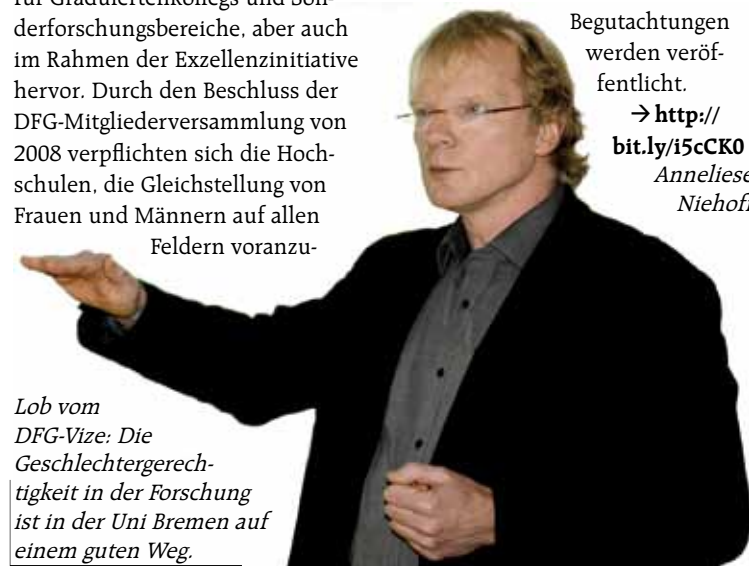 für Graduiertenkollegs und Son-
derforschungsbereiche, aber auch
im Rahmen der Exzellenzinitiative
hervor. Durch den Beschluss der
DFG-Mitgliederversammlung von
2008 verpflichten sich die Hoch-
schulen, die Gleichstellung von
Frauen und Männern auf allen
Feldern voranzu-
Begutachtungen
werden veröf-
fentlicht.
→ http://
bit.ly/i5cCK0
Anneliese
Niehoff
Lob vom
DFG-Vize: Die
Geschlechtergerech-
tigkeit in der Forschung
ist in der Uni Bremen auf
einem guten Weg.